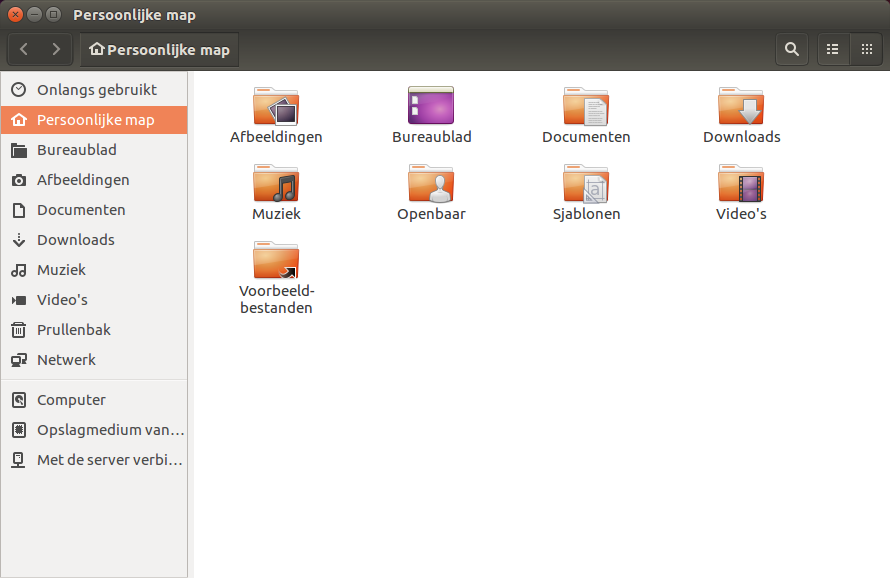 Persoonlijke map
Persoonlijke map
Onlangs gebruikt
Persoonlijke map
Bureaublad
Afbeeldingen
Documenten
Downloads
Muziek
Video's
Prullenbak
Netwerk
Computer
Opslagmedium van...
Met de server verbi...
Afbeeldingen
Bureaublad
Documenten
Downloads
Muziek
Openbaar
Sjablonen
Video's
Voorbeeld-
bestanden